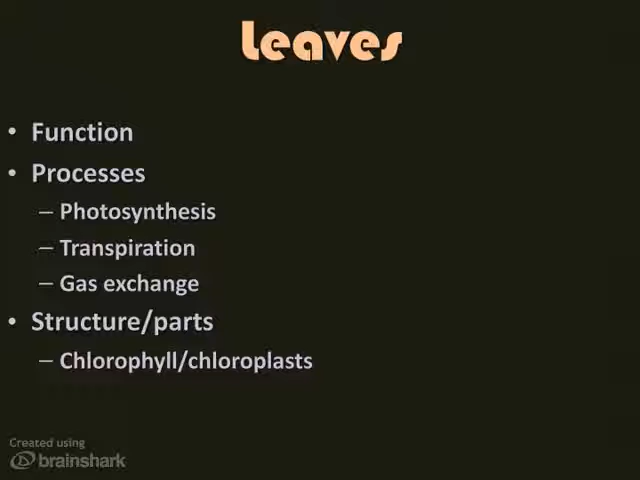 Leaves
• Function
• Processes
– Photosynthesis
– Transpiration
– Gas exchange
• Structure/parts
– Chlorophyll/chloroplasts
Created using
brainshark